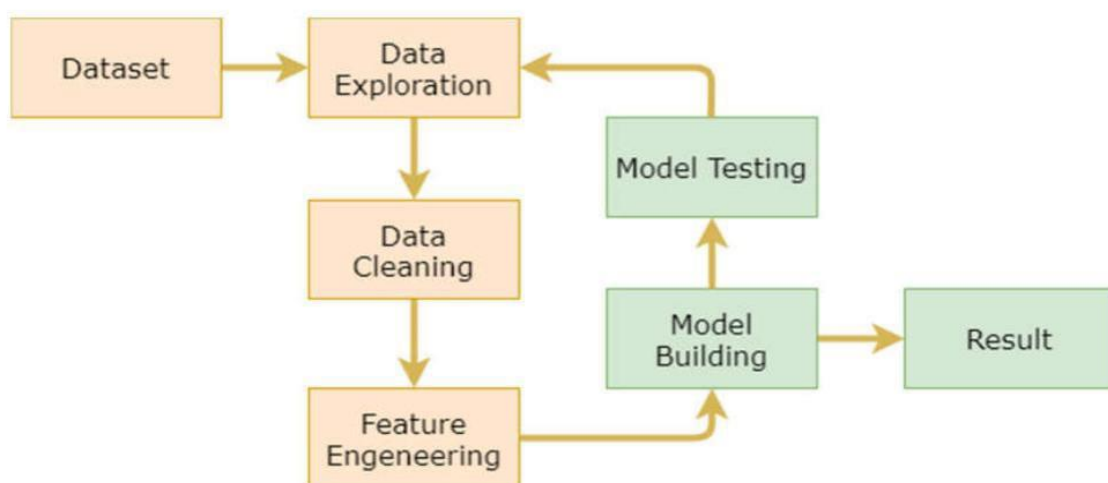 Dataset
Data
Exploration
Data
Cleaning
Feature
Engeneering
Model Testing
Model
Building
Result